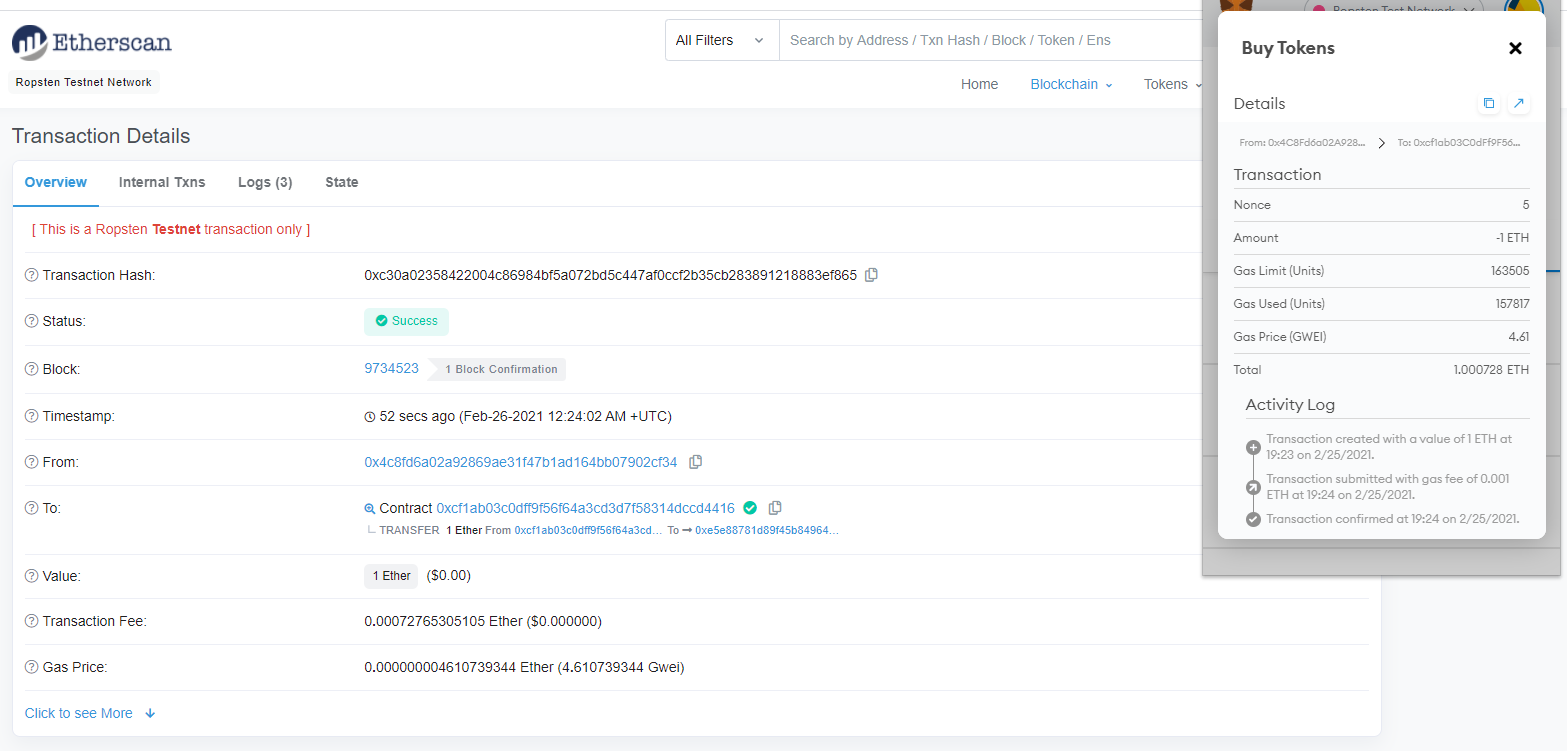 Etherscan
All Filters
Search by Address / Txn Hash / Block / Token / Ens
Ropsten Testnet Network
Home
Blockchain
Tokens
Transaction Details
Overview
Internal Txns
Logs (3)
State
[ This is a Ropsten Testnet transaction only ]
Transaction Hash:
0xc30a02358422004c86984bf5a072bd5c447af0ccf2b35cb283891218883ef865
Status:
Success
Block:
9734523
1 Block Confirmation
Timestamp:
52 secs ago (Feb-26-2021 12:24:02 AM +UTC)
From:
0x4c8fd6a02a92869ae31f47b1ad164bb07902cf34
To:
Contract 0xcf1ab03c0dff9f56f64a3cd3d7f58314dccd4416
TRANSFER 1 Ether From 0xcf1ab03c0dff9f56f64a3cd... To → 0xe5e88781d89f45b84964...
Value:
1 Ether ($0.00)
Transaction Fee:
0.00072765305105 Ether ($0.000000)
Gas Price:
0.000000004610739344 Ether (4.610739344 Gwei)
Click to see More
Ropsten Test Network
Buy Tokens
Details
From: 0x4C8Fd6a02A928... To: 0xcf1ab03C0dFf9F56...
Transaction
Nonce 5
Amount -1 ETH
Gas Limit (Units) 163505
Gas Used (Units) 157817
Gas Price (GWEI) 4.61
Total 1.000728 ETH
Activity Log
Transaction created with a value of 1 ETH at
19:23 on 2/25/2021.
Transaction submitted with gas fee of 0.001
ETH at 19:24 on 2/25/2021.
Transaction confirmed at 19:24 on 2/25/2021.